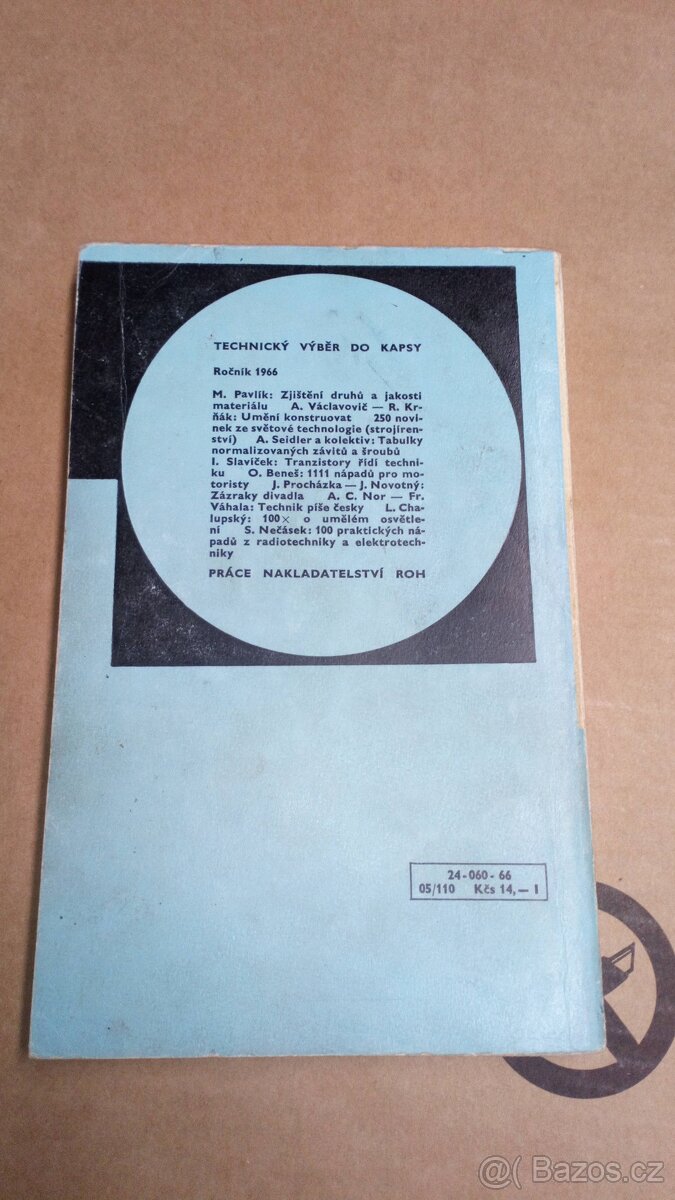 TECHNICKÝ VÝBĚR DO KAPSY
Ročník 1966
M. Pavlík: Zjištění druhů a jakosti
materiálu A. Václavovič — R. Kr-
ňák: Umění konstruovat 250 novi-
nek ze světové technologie (strojíren-
ství) A. Seidler a kolektiv: Tabulky
normalizovaných závitů a šroubů
I. Slavíček: Tranzistory řídí techni-
ku O. Beneš: 1111 nápadů pro mo-
toristy J. Procházka — J. Novotný:
Zázraky divadla A. C. Nor — Fr.
Váhala: Technik píše česky L. Cha-
lupský: 100× o umělém osvětle-
ní S. Nečásek: 100 praktických ná-
padů z radiotechniky a elektrotech-
niky
PRÁCE NAKLADATELSTVÍ ROH
24-060-66
05/110 Kčs 14,— I
@ Bazos.cz